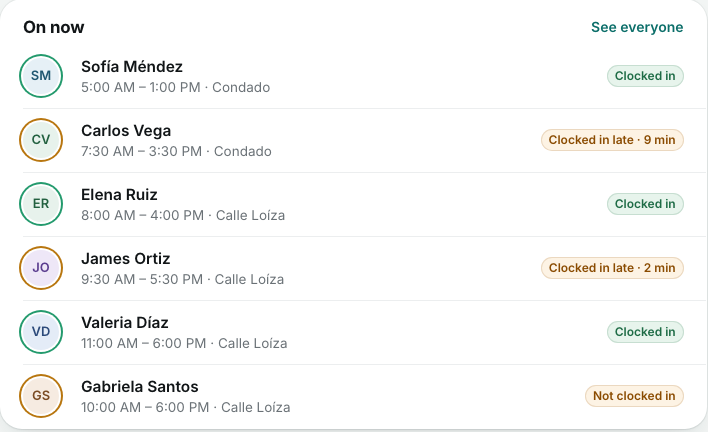 On now
See everyone
SM
Sofía Méndez
5:00 AM – 1:00 PM · Condado
Clocked in
CV
Carlos Vega
7:30 AM – 3:30 PM · Condado
Clocked in late · 9 min
ER
Elena Ruiz
8:00 AM – 4:00 PM · Calle Loíza
Clocked in
JO
James Ortiz
9:30 AM – 5:30 PM · Calle Loíza
Clocked in late · 2 min
VD
Valeria Díaz
11:00 AM – 6:00 PM · Calle Loíza
Clocked in
GS
Gabriela Santos
10:00 AM – 6:00 PM · Calle Loíza
Not clocked in